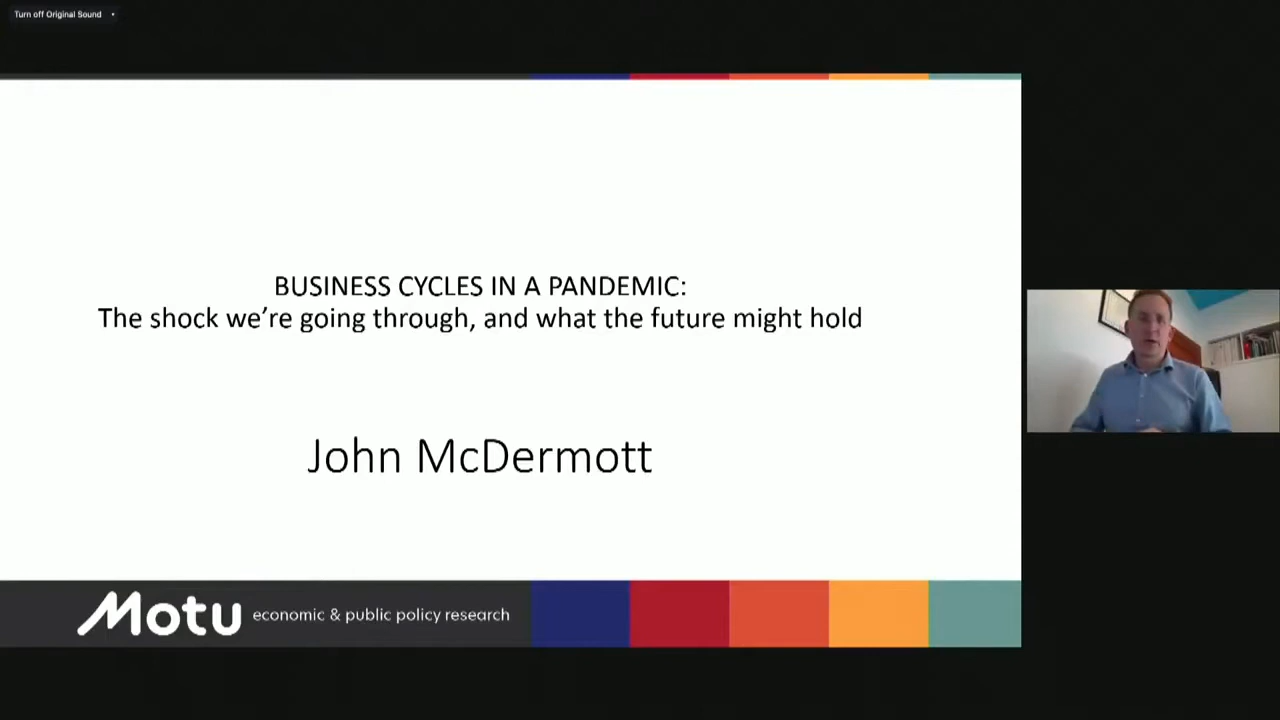 Turn off Original Sound
BUSINESS CYCLES IN A PANDEMIC:
The shock we're going through, and what the future might hold
John McDermott
Motu economic & public policy research